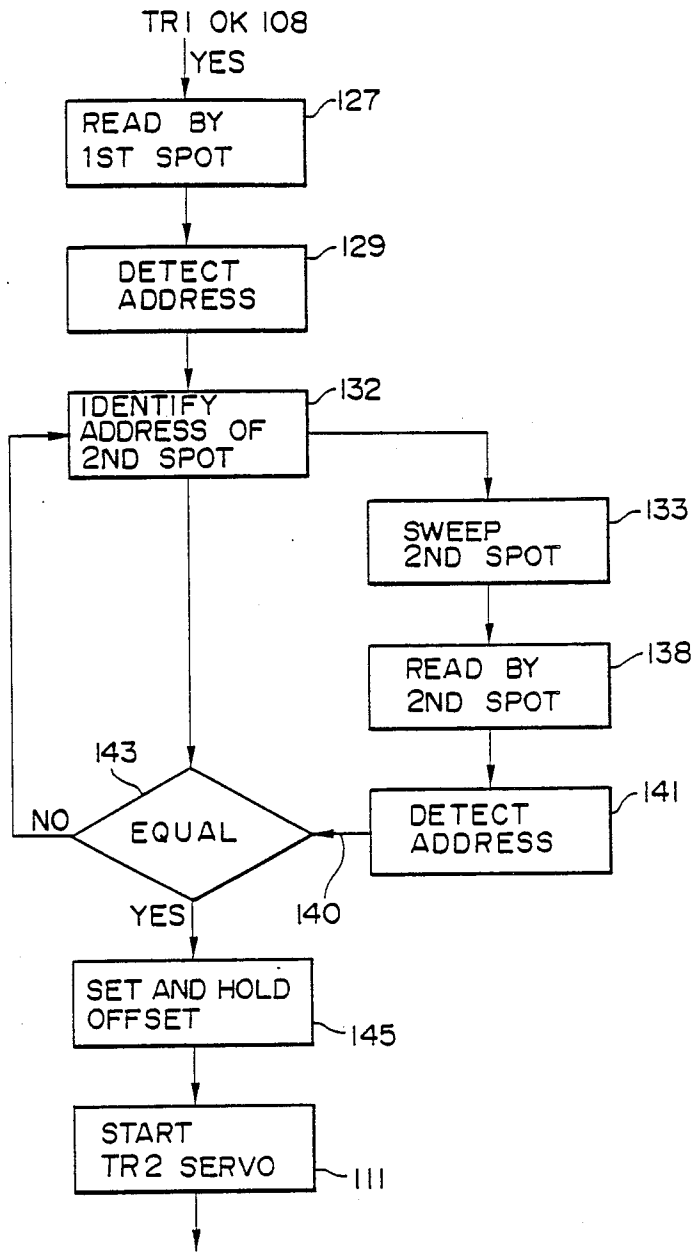 TR1 OK 108
YES
127
READ BY
1ST SPOT
129
DETECT
ADDRESS
132
IDENTIFY
ADDRESS OF
2ND SPOT
133
SWEEP
2ND SPOT
138
READ BY
2ND SPOT
143
141
DETECT
ADDRESS
NO
EQUAL
140
YES
SET AND HOLD
OFFSET
145
START
TR2 SERVO
111